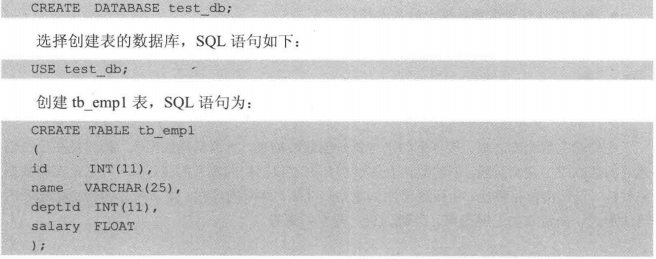 CREATE DATABASE test_db;
选择创建表的数据库，SQL 语句如下：
USE test_db;
创建 tb_emp1 表，SQL 语句为：
CREATE TABLE tb_emp1
(
id INT(11),
name VARCHAR(25),
deptId INT(11),
salary FLOAT
);